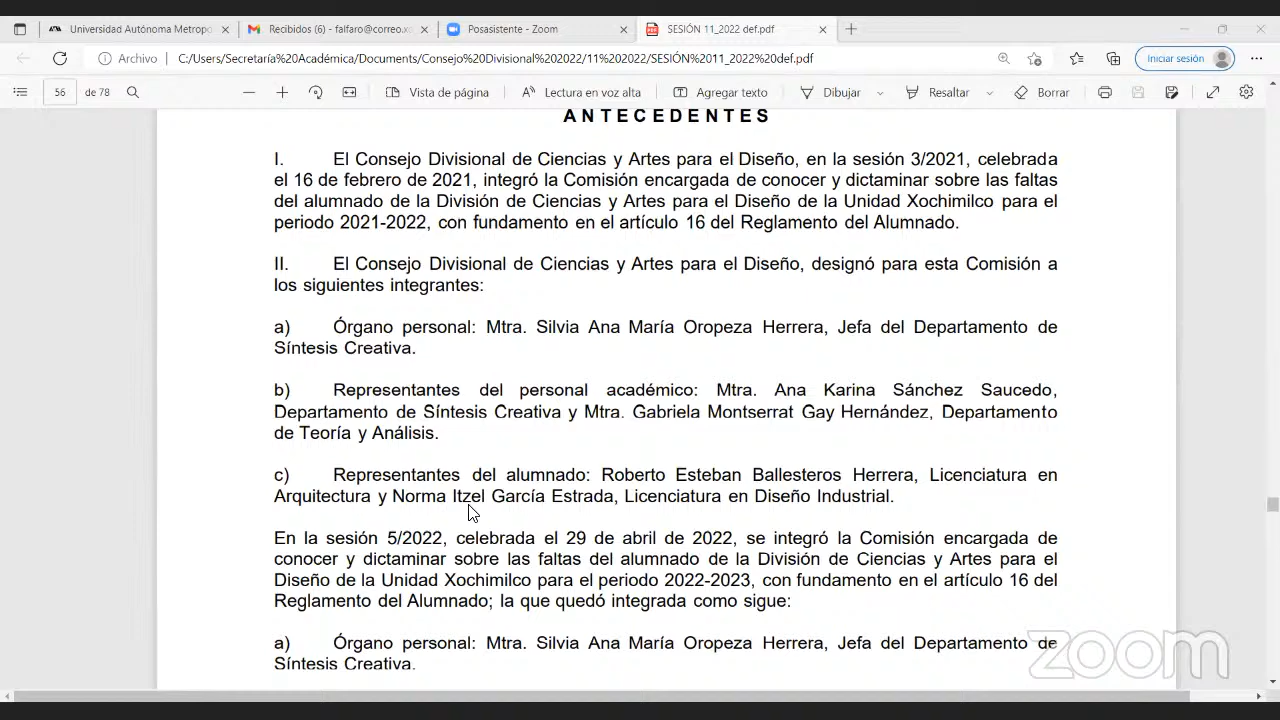 Universidad Autónoma Metropo
Recibidos (6) - falfaro@correo.xo
Posasistente - Zoom
SESIÓN 11_2022 def.pdf
Archivo
C:/Users/Secretaría%20Académica/Documents/Consejo%20Divisional%202022/11%202022/SESIÓN%2011_2022%20def.pdf
Iniciar sesión
56 de 78
Vista de página
Lectura en voz alta
Agregar texto
Dibujar
Resaltar
Borrar
ANTECEDENTES
I. El Consejo Divisional de Ciencias y Artes para el Diseño, en la sesión 3/2021, celebrada
el 16 de febrero de 2021, integró la Comisión encargada de conocer y dictaminar sobre las faltas
del alumnado de la División de Ciencias y Artes para el Diseño de la Unidad Xochimilco para el
periodo 2021-2022, con fundamento en el artículo 16 del Reglamento del Alumnado.
II. El Consejo Divisional de Ciencias y Artes para el Diseño, designó para esta Comisión a
los siguientes integrantes:
a) Órgano personal: Mtra. Silvia Ana María Oropeza Herrera, Jefa del Departamento de
Síntesis Creativa.
b) Representantes del personal académico: Mtra. Ana Karina Sánchez Saucedo,
Departamento de Síntesis Creativa y Mtra. Gabriela Montserrat Gay Hernández, Departamento
de Teoría y Análisis.
c) Representantes del alumnado: Roberto Esteban Ballesteros Herrera, Licenciatura en
Arquitectura y Norma Itzel García Estrada, Licenciatura en Diseño Industrial.
En la sesión 5/2022, celebrada el 29 de abril de 2022, se integró la Comisión encargada de
conocer y dictaminar sobre las faltas del alumnado de la División de Ciencias y Artes para el
Diseño de la Unidad Xochimilco para el periodo 2022-2023, con fundamento en el artículo 16 del
Reglamento del Alumnado; la que quedó integrada como sigue:
a) Órgano personal: Mtra. Silvia Ana María Oropeza Herrera, Jefa del Departamento de
Síntesis Creativa.
zoom